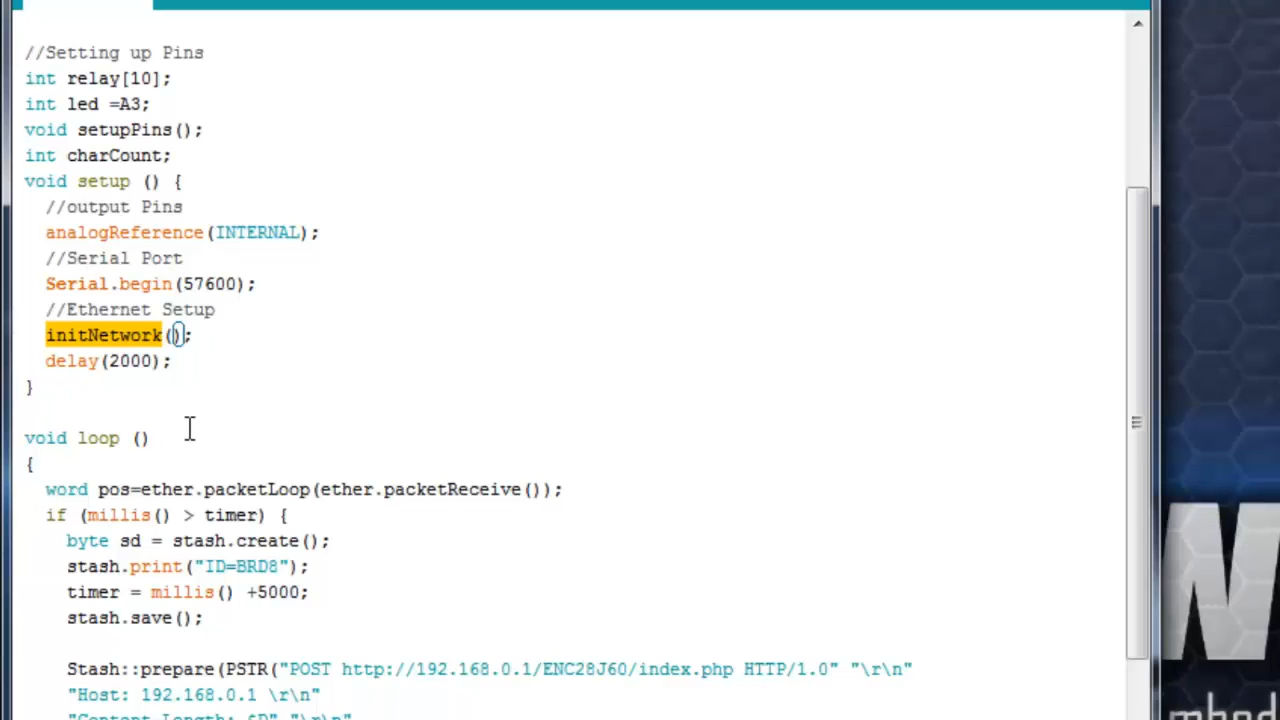 //Setting up Pins
int relay[10];
int led =A3;
void setupPins();
int charCount;
void setup () {
//output Pins
analogReference(INTERNAL);
//Serial Port
Serial.begin(57600);
//Ethernet Setup
initNetwork();
delay(2000);
}
void loop ()
{
word pos=ether.packetLoop(ether.packetReceive());
if (millis() > timer) {
byte sd = stash.create();
stash.print("ID=BRD8");
timer = millis() +5000;
stash.save();
Stash::prepare(PSTR("POST http://192.168.0.1/ENC28J60/index.php HTTP/1.0" "\r\n"
"Host: 192.168.0.1 \r\n"
"Content-Length: $D" "\r\n"